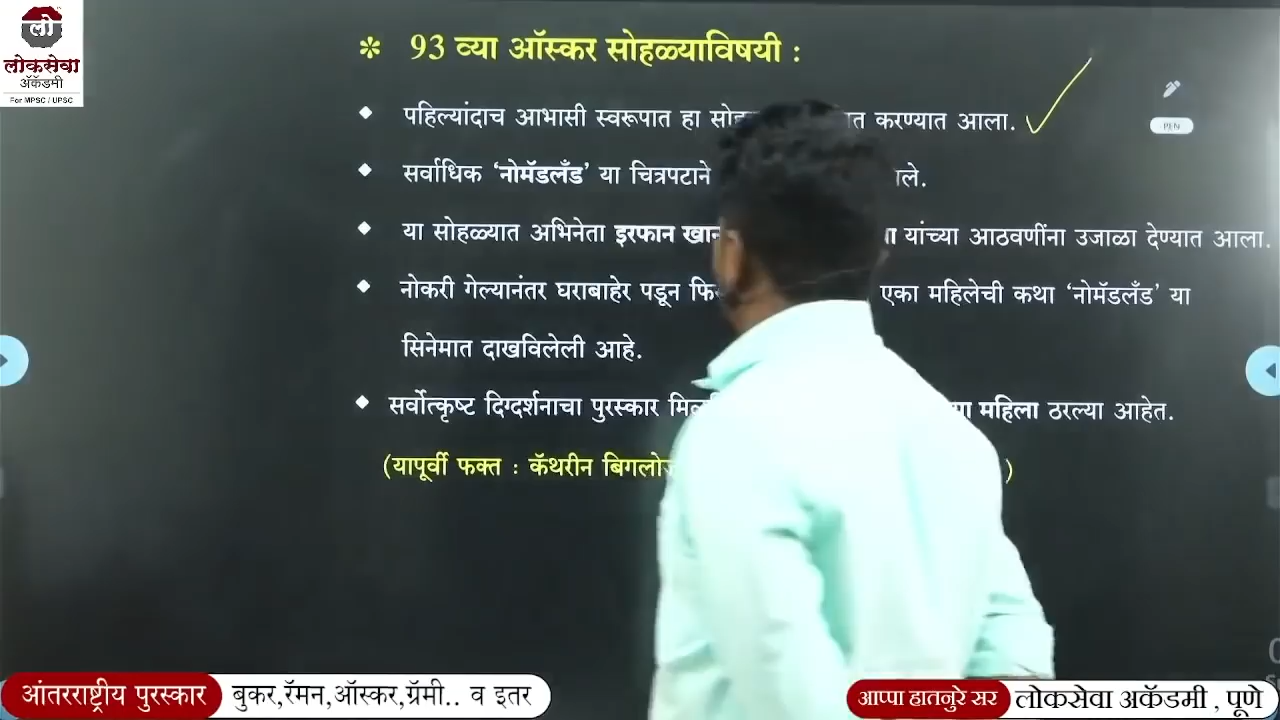 लो
लोकसेवा
अ‍ॅकॅडमी
For MPSC / UPSC
* 93 व्या ऑस्कर सोहळ्याविषयी :
पहिल्यांदाच आभासी स्वरूपात हा करण्यात आला.
PEN
सर्वाधिक ‘नोमॅडलँड’ या चित्रपटाने
या सोहळ्यात अभिनेता इरफान खान यांच्या आठवणींना उजाळा देण्यात आला.
नोकरी गेल्यानंतर घराबाहेर पडून एका महिलेची कथा ‘नोमॅडलँड’ या
सिनेमात दाखविलेली आहे.
सर्वोत्कृष्ट दिग्दर्शनाचा पुरस्कार महिला ठरल्या आहेत.
(यापूर्वी फक्त : कॅथरीन )
आंतरराष्ट्रीय पुरस्कार बुकर,रॅमन,ऑस्कर,ग्रॅमी.. व इतर
आप्पा हातनुरे सर लोकसेवा अकॅडमी , पूणे